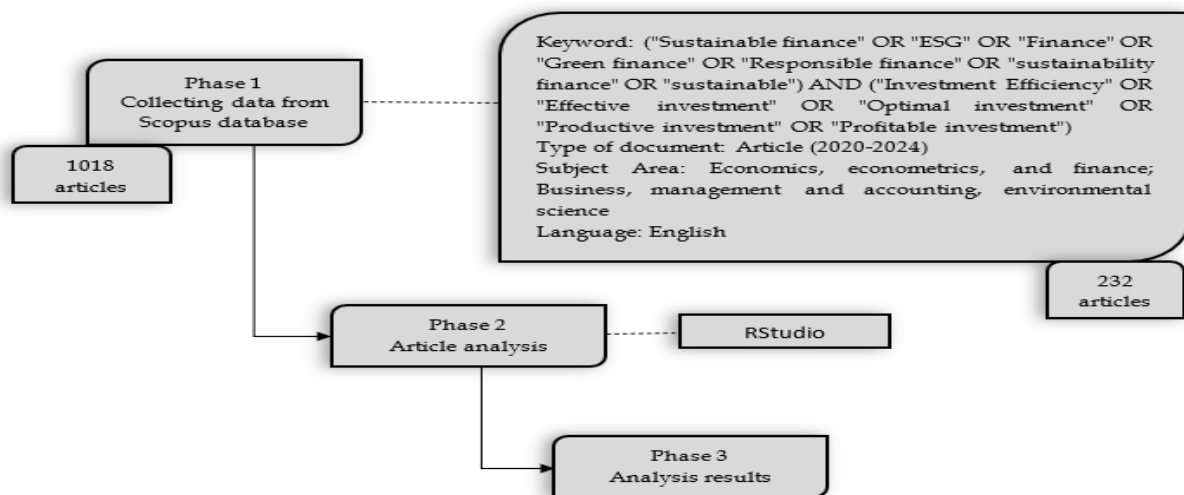 Phase 1
Collecting data from
Scopus database
1018
articles
Keyword: ("Sustainable finance" OR "ESG" OR "Finance" OR
"Green finance" OR "Responsible finance" OR "sustainability
finance" OR "sustainable") AND ("Investment Efficiency" OR
"Effective investment" OR "Optimal investment" OR
"Productive investment" OR "Profitable investment")
Type of document: Article (2020-2024)
Subject Area: Economics, econometrics, and finance;
Business, management and accounting, environmental
science
Language: English
232
articles
Phase 2
Article analysis
RStudio
Phase 3
Analysis results